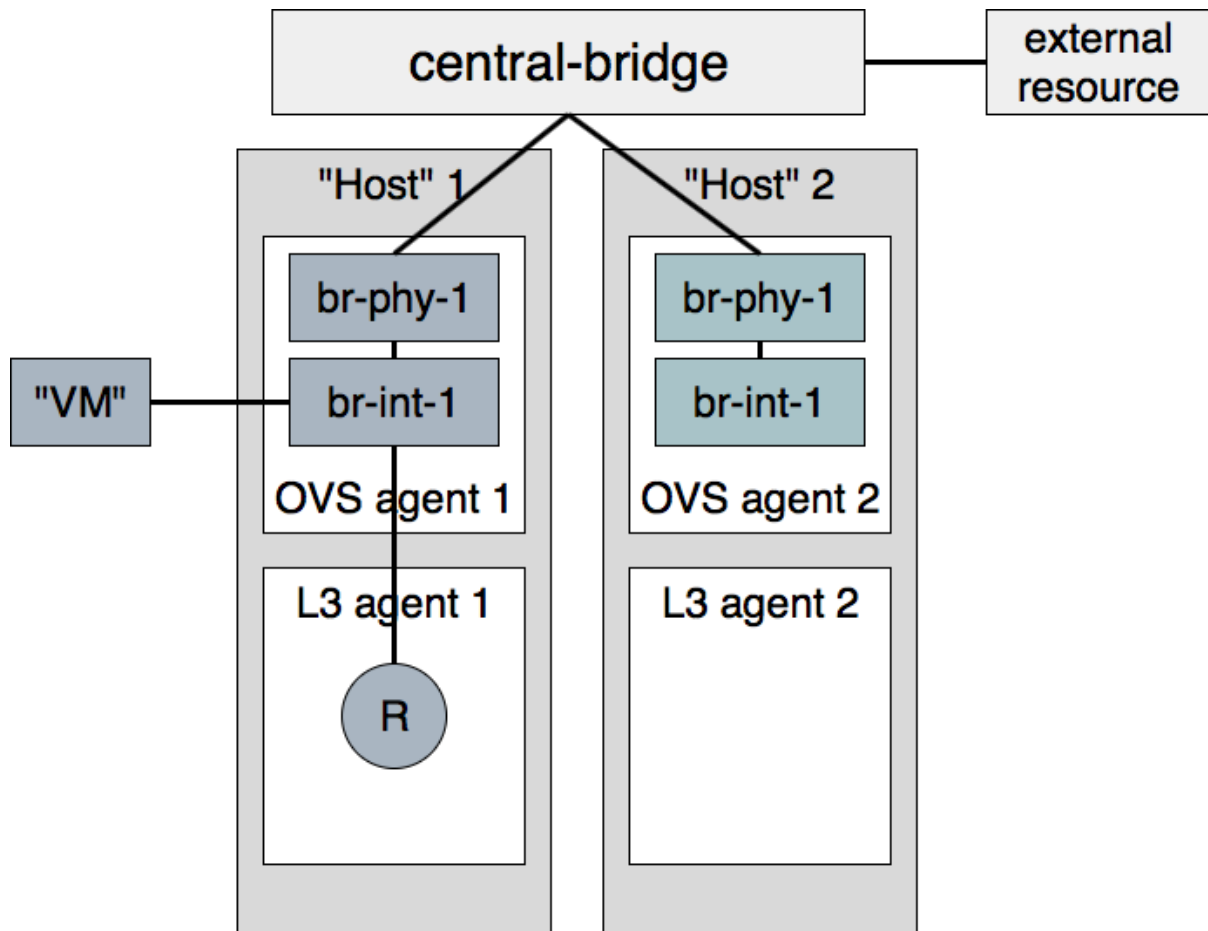 central-bridge
external
resource
"Host" 1
"Host" 2
br-phy-1
br-phy-1
"VM"
br-int-1
br-int-1
OVS agent 1
OVS agent 2
L3 agent 1
L3 agent 2
R